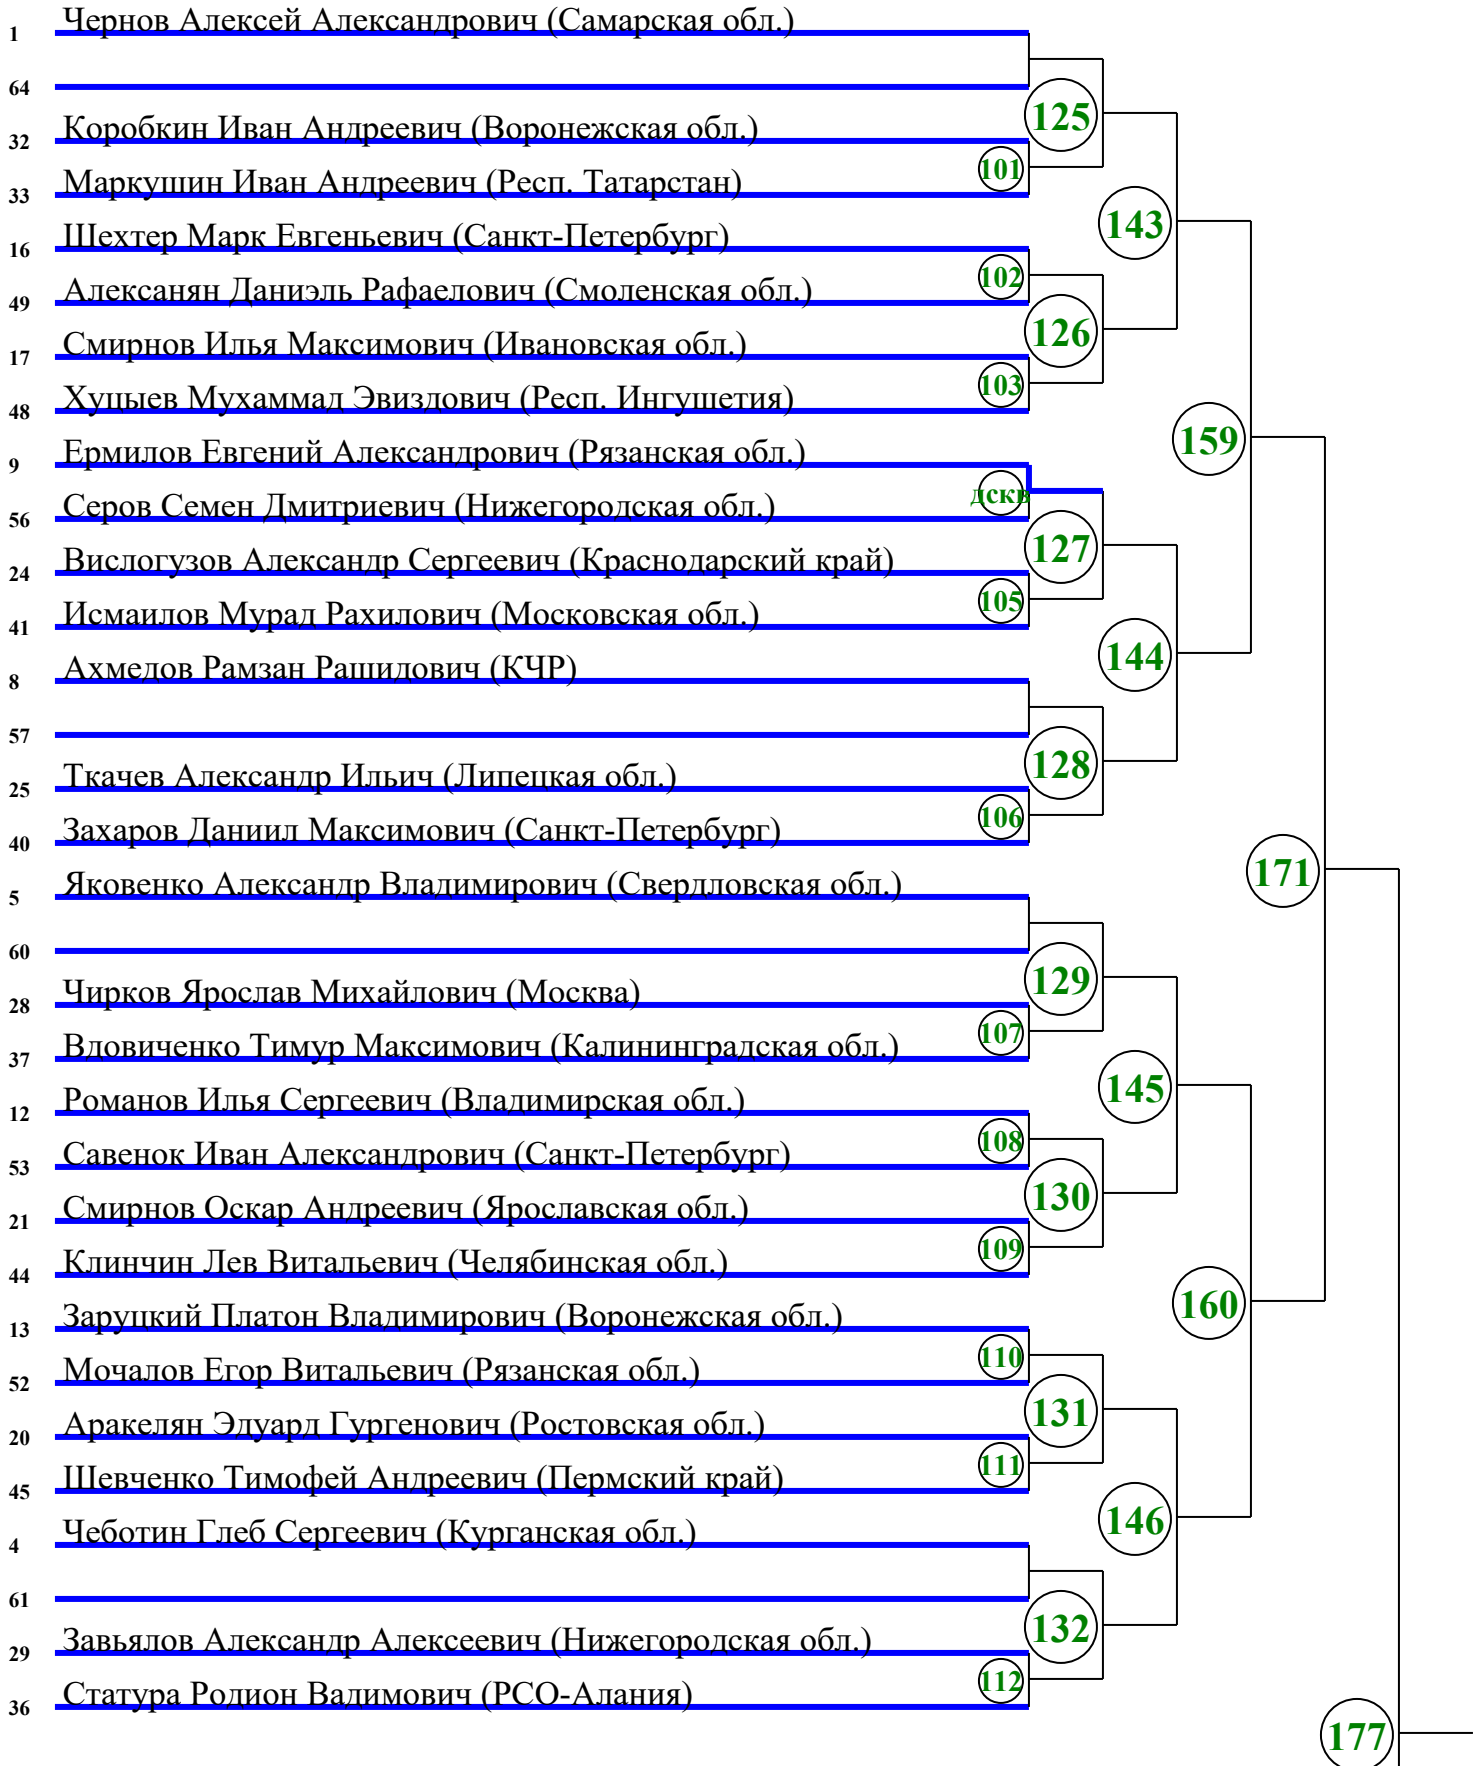 1 Чернов Алексей Александрович (Самарская обл.)
64
125
32 Коробкин Иван Андреевич (Воронежская обл.)
101
33 Маркушин Иван Андреевич (Респ. Татарстан)
143
16 Шехтер Марк Евгеньевич (Санкт-Петербург)
102
49 Алексанян Даниэль Рафаелович (Смоленская обл.)
126
17 Смирнов Илья Максимович (Ивановская обл.)
103
48 Хуцыев Мухаммад Эвиздович (Респ. Ингушетия)
159
9 Ермилов Евгений Александрович (Рязанская обл.)
дскв
56 Серов Семен Дмитриевич (Нижегородская обл.)
127
24 Вислогузов Александр Сергеевич (Краснодарский край)
105
41 Исмаилов Мурад Рахилович (Московская обл.)
144
8 Ахмедов Рамзан Рашидович (КЧР)
57
128
25 Ткачев Александр Ильич (Липецкая обл.)
106
40 Захаров Даниил Максимович (Санкт-Петербург)
171
5 Яковенко Александр Владимирович (Свердловская обл.)
60
129
28 Чирков Ярослав Михайлович (Москва)
107
37 Вдовиченко Тимур Максимович (Калининградская обл.)
145
12 Романов Илья Сергеевич (Владимирская обл.)
108
53 Савенок Иван Александрович (Санкт-Петербург)
130
21 Смирнов Оскар Андреевич (Ярославская обл.)
109
44 Клинчин Лев Витальевич (Челябинская обл.)
160
13 Заруцкий Платон Владимирович (Воронежская обл.)
110
52 Мочалов Егор Витальевич (Рязанская обл.)
131
20 Аракелян Эдуард Гургенович (Ростовская обл.)
111
45 Шевченко Тимофей Андреевич (Пермский край)
146
4 Чеботин Глеб Сергеевич (Курганская обл.)
61
132
29 Завьялов Александр Алексеевич (Нижегородская обл.)
112
36 Статура Родион Вадимович (РСО-Алания)
177